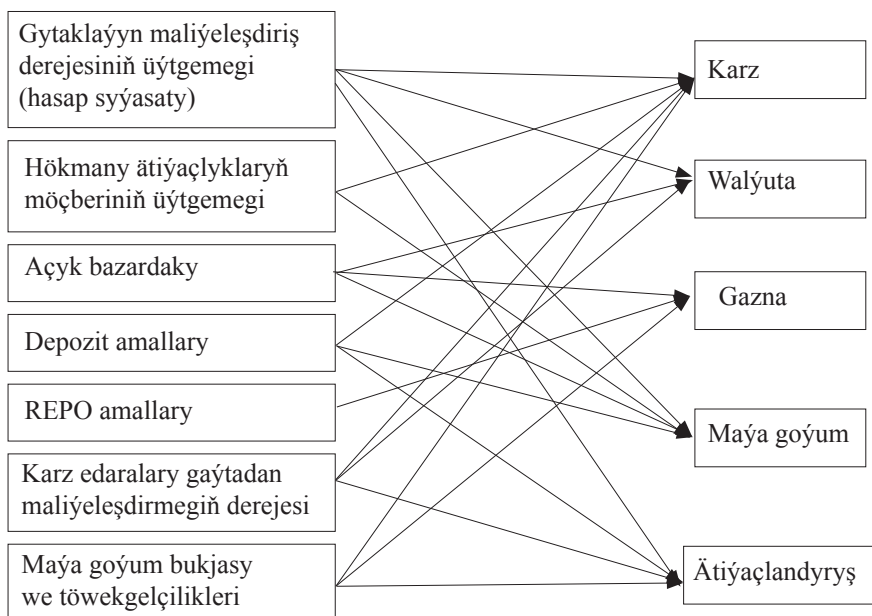 Gytaklaýyn maliýeleşdiriş
derejesiniň üýtgemegi
(hasap syýasaty)
Hökmany ätiýaçlyklaryň
möçberiniň üýtgemegi
Açyk bazardaky
Depozit amallary
REPO amallary
Karz edaralary gaýtadan
maliýeleşdirmegiň derejesi
Maýa goýum bukjasy
we töwekgelçilikleri
Karz
Walýuta
Gazna
Maýa goýum
Ätiýaçlandyryş